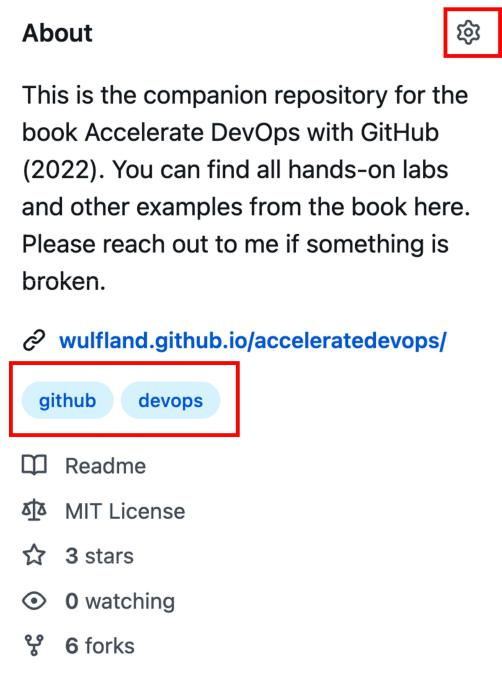 About
This is the companion repository for the
book Accelerate DevOps with GitHub
(2022). You can find all hands-on labs
and other examples from the book here.
Please reach out to me if something is
broken.
wulfland.github.io/acceleratedevops/
github devops
Readme
MIT License
3 stars
0 watching
6 forks